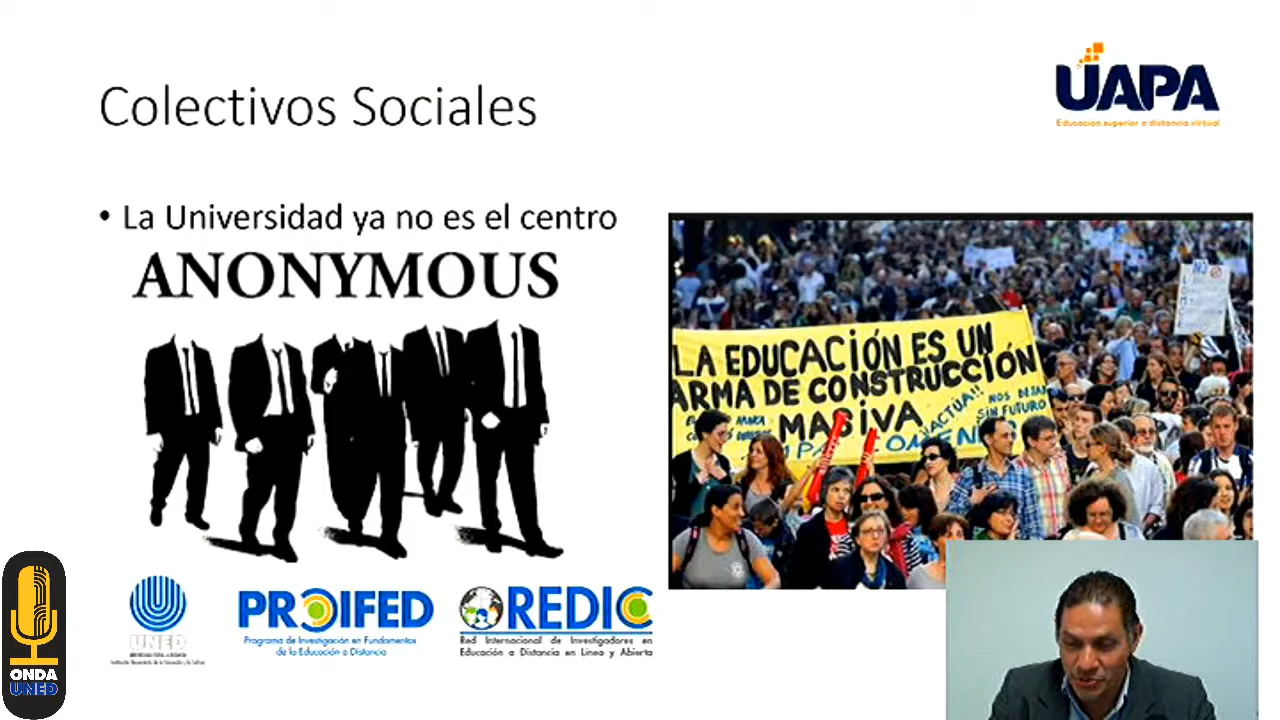 Colectivos Sociales
UAPA
Educación superior a distancia virtual
• La Universidad ya no es el centro
ANONYMOUS
LA EDUCACIÓN ES UN
ARMA DE CONSTRUCCIÓN
MASIVA
¡¡ACTÚA!!
NOS DEJAN
SIN FUTURO
UNED
PROIFED
Programa de Investigación en Fundamentos
de la Educación a Distancia
REDIC
Red Internacional de Investigadores en
Educación a Distancia en Línea y Abierta
ONDA
UNED